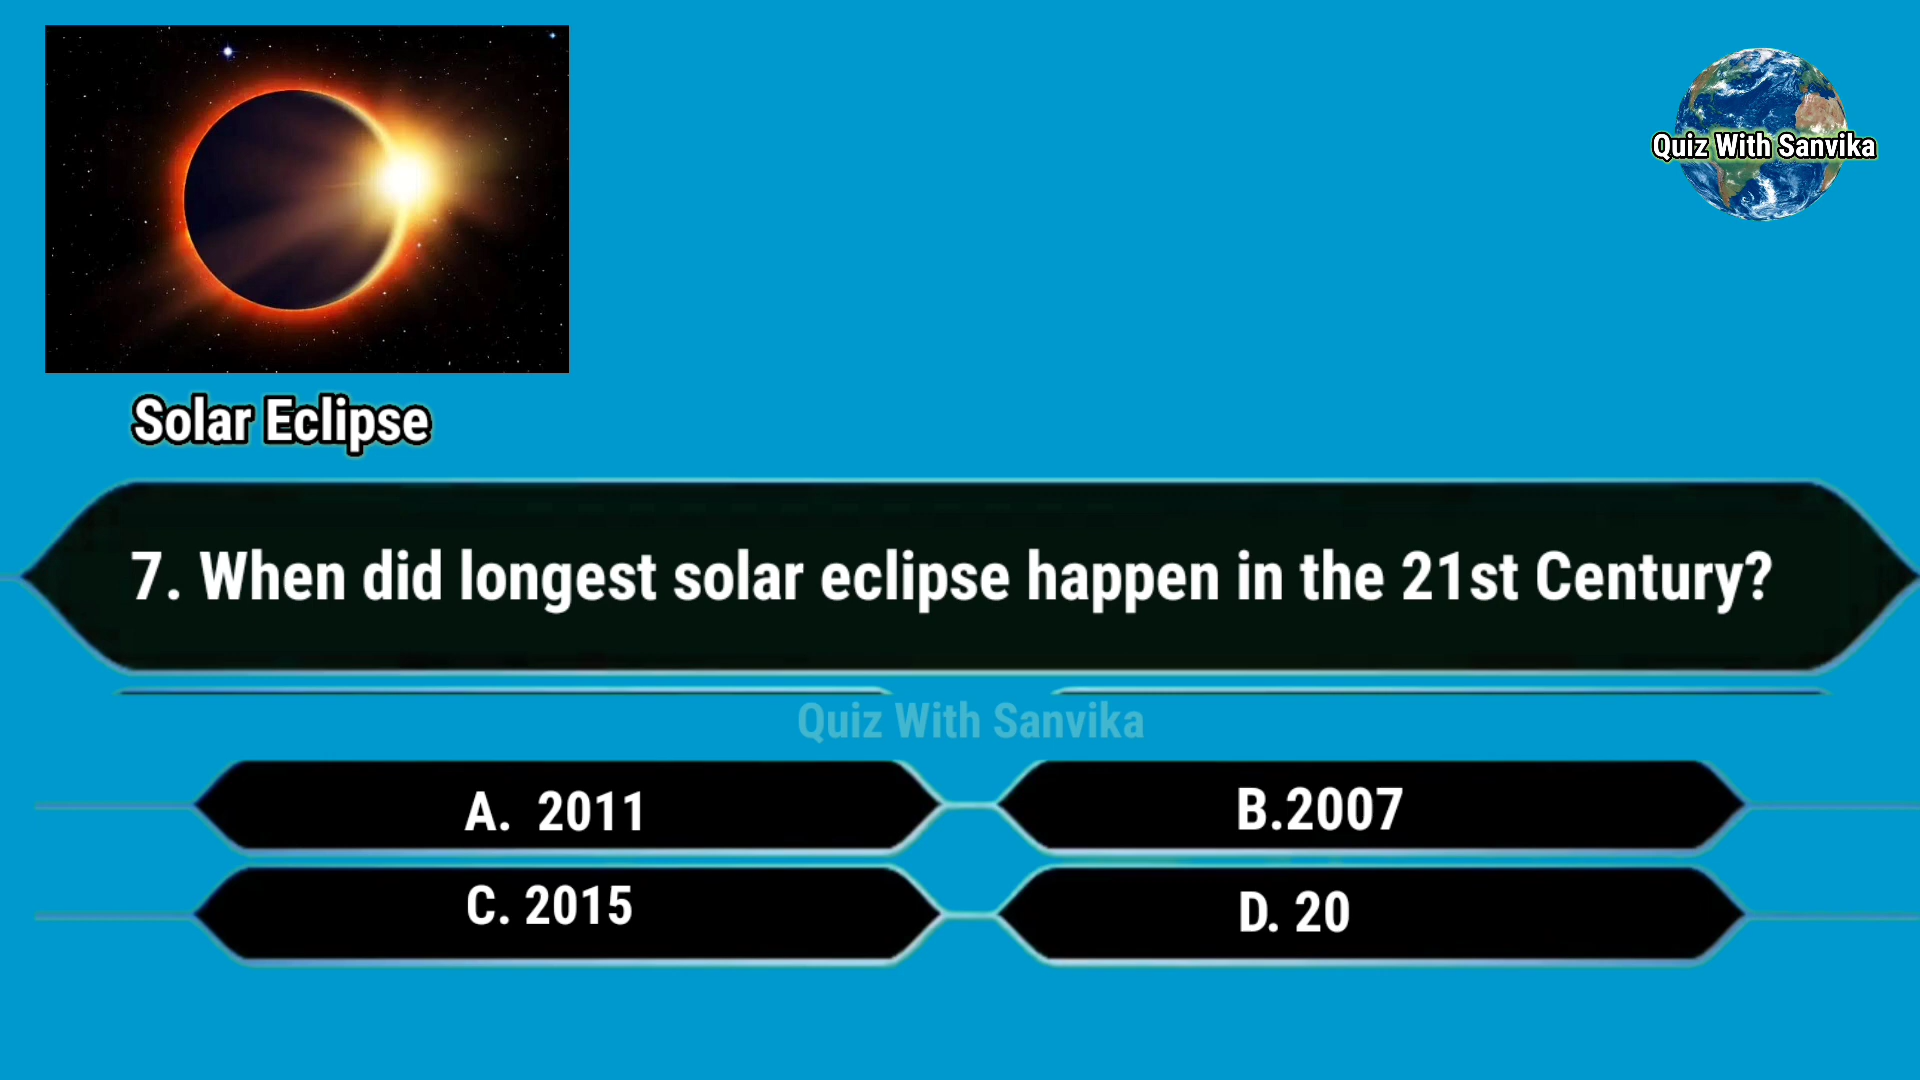 Quiz With Sanvika
Solar Eclipse
7. When did longest solar eclipse happen in the 21st Century?
Quiz With Sanvika
A. 2011
B.2007
C. 2015
D. 20